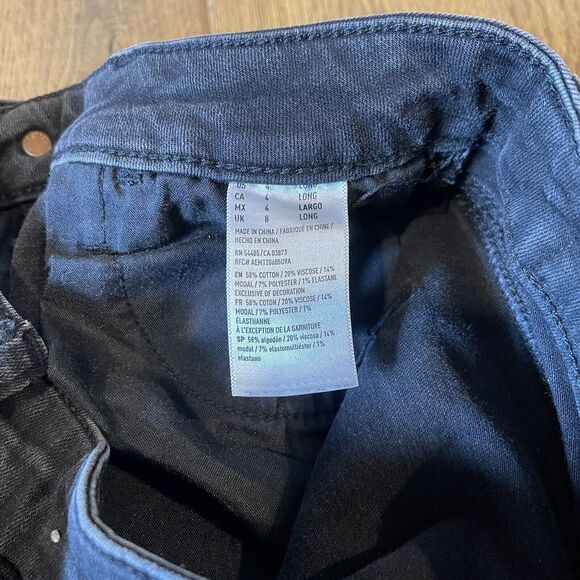 US 4 LONG
CA 4 LONG
MX 4 LARGO
UK 8 LONG
MADE IN CHINA / FABRIQUÉ EN CHINE /
HECHO EN CHINA
RN 54485/CA 03873
RFC# AEM120605U9A
EN 58% COTTON / 20% VISCOSE / 14%
MODAL / 7% POLYESTER / 1% ELASTANE
EXCLUSIVE OF DECORATION
FR 58% COTON / 20% VISCOSE / 14%
MODAL / 7% POLYESTER / 1%
ÉLASTHANNE
À L'EXCEPTION DE LA GARNITURE
SP 58% algodón / 20% viscosa / 14%
modal / 7% elastomultiéster / 1%
elastano